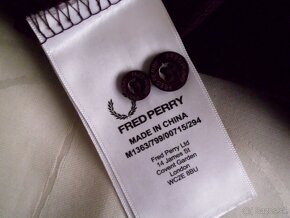 FRED PERRY
MADE IN CHINA
M1363/799/00715/294
Fred Perry Ltd
14 James St
Covent Garden
London
WC2E 8BU